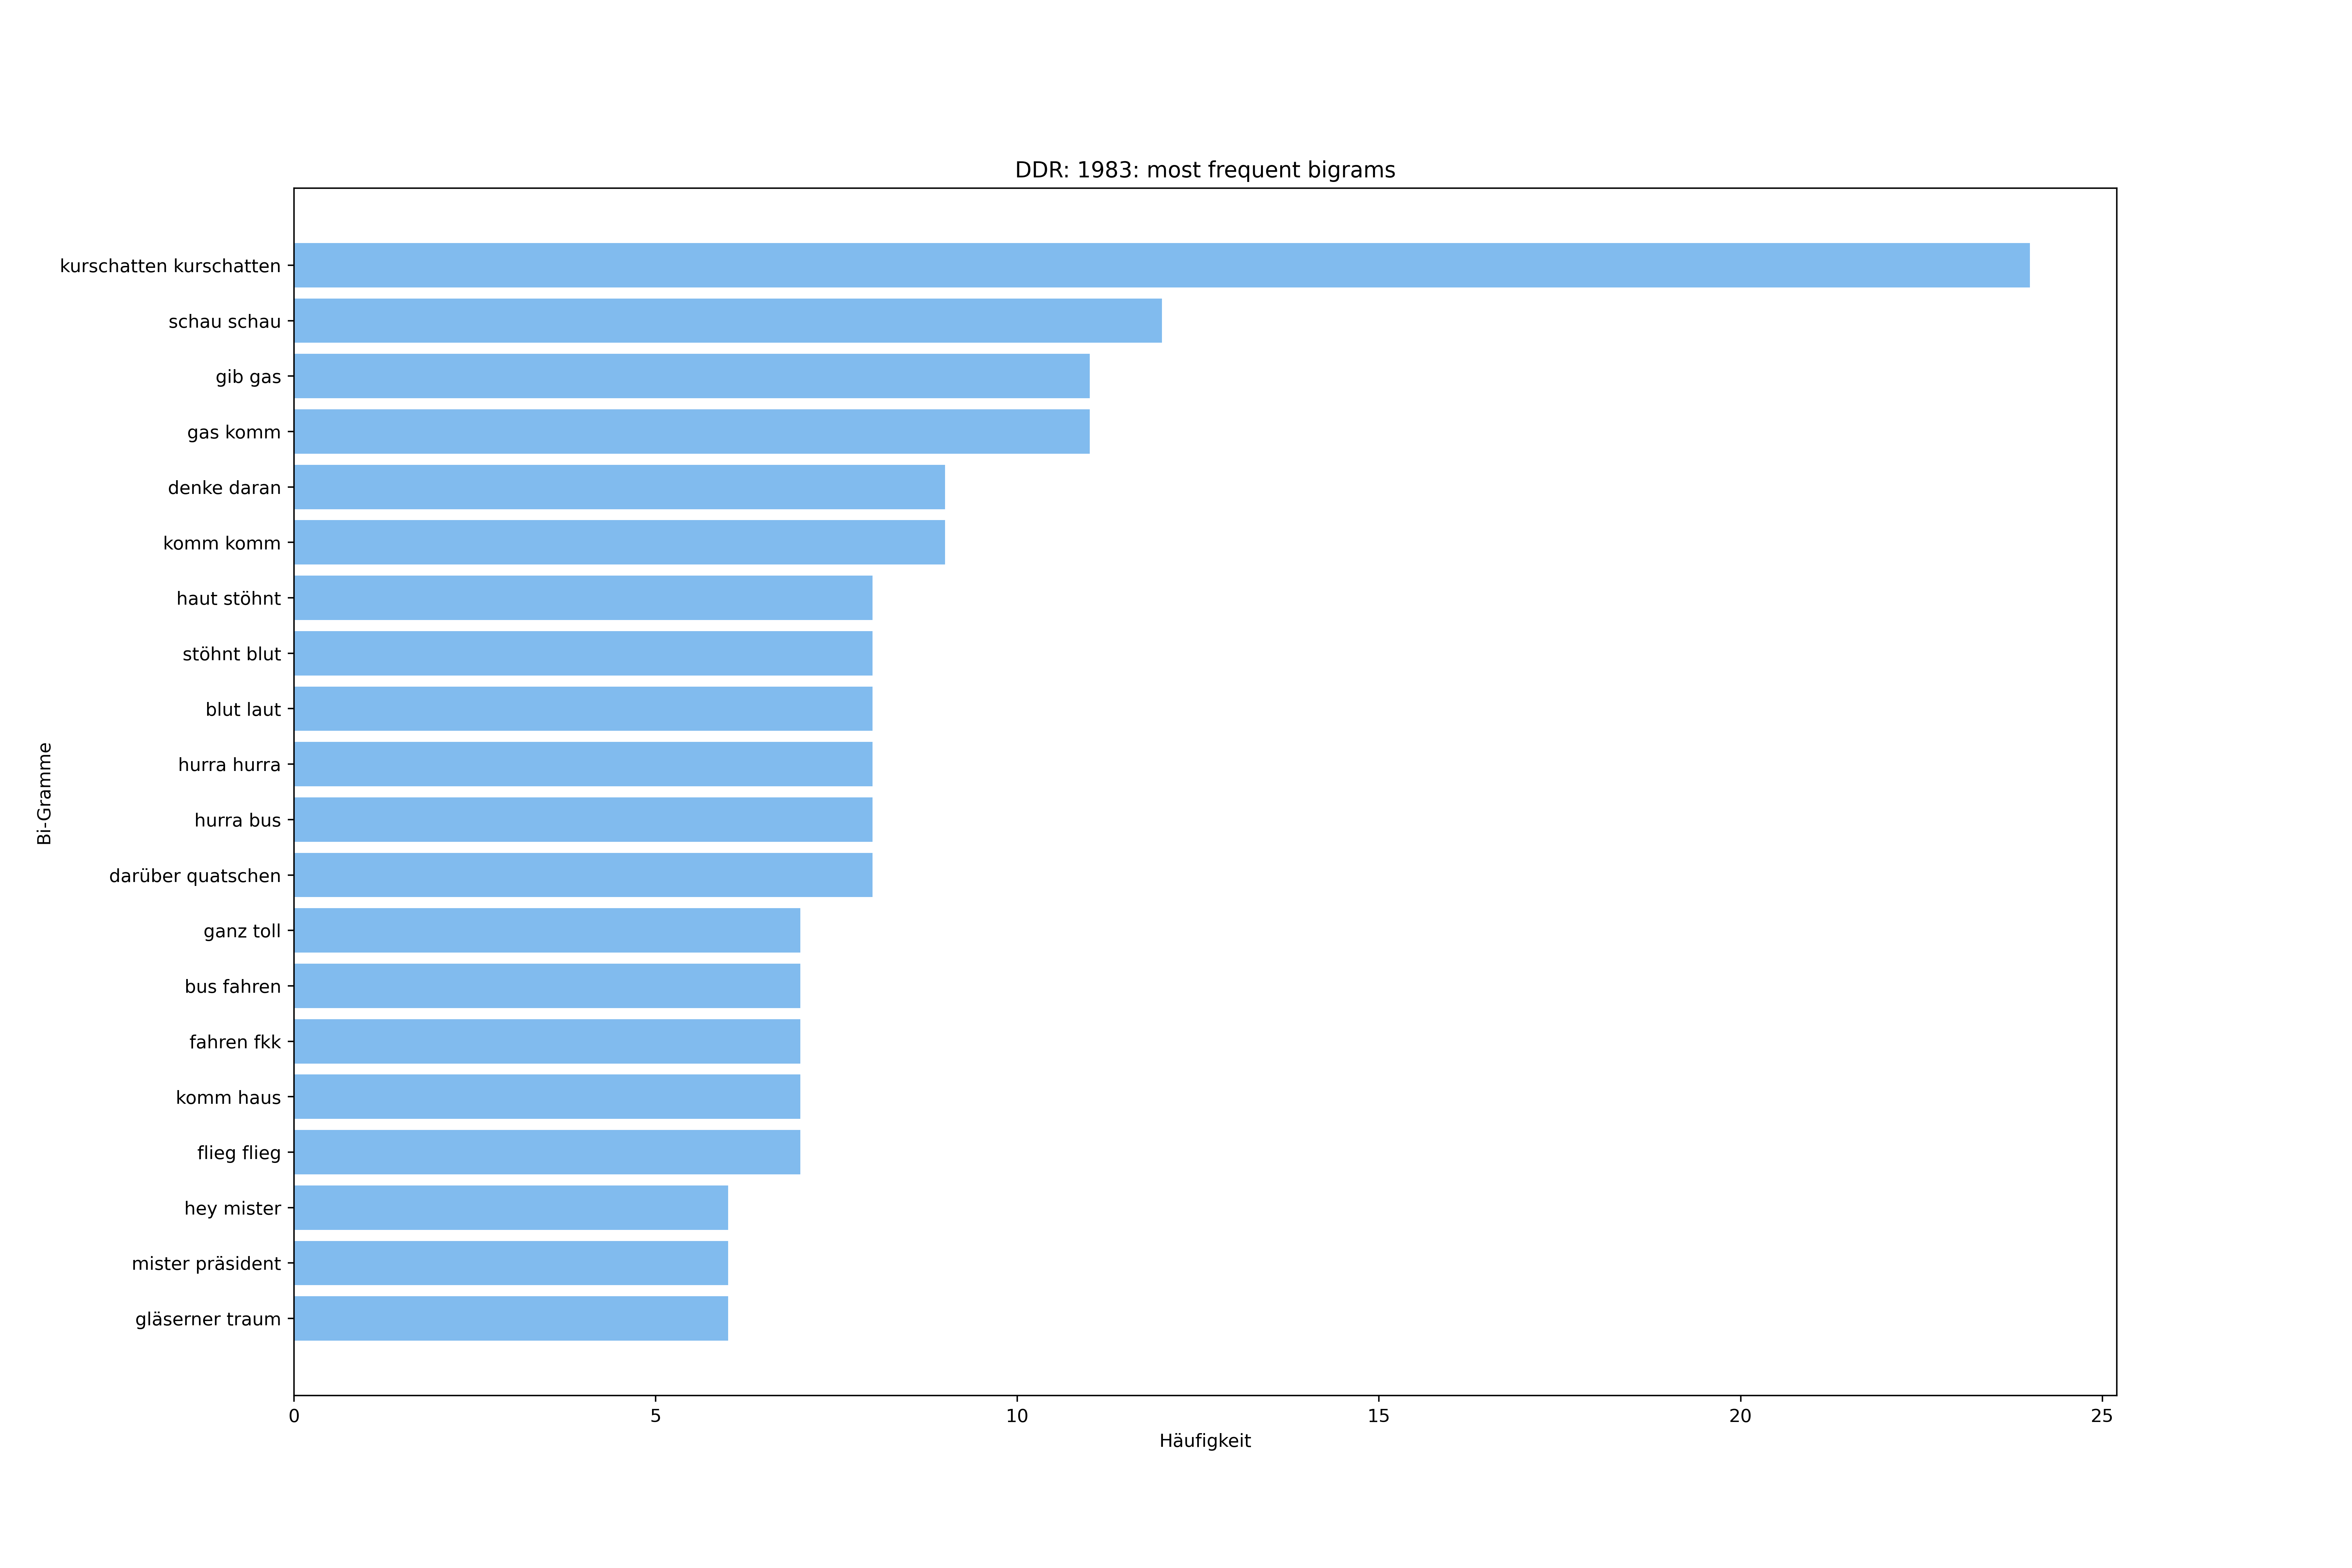 DDR: 1983: most frequent bigrams
kurschatten kurschatten
schau schau
gib gas
gas komm
denke daran
komm komm
haut stöhnt
stöhnt blut
blut laut
hurra hurra
hurra bus
darüber quatschen
ganz toll
bus fahren
fahren fkk
komm haus
flieg flieg
hey mister
mister präsident
gläserner traum
Bi-Gramme
0 5 10 15 20 25
Häufigkeit